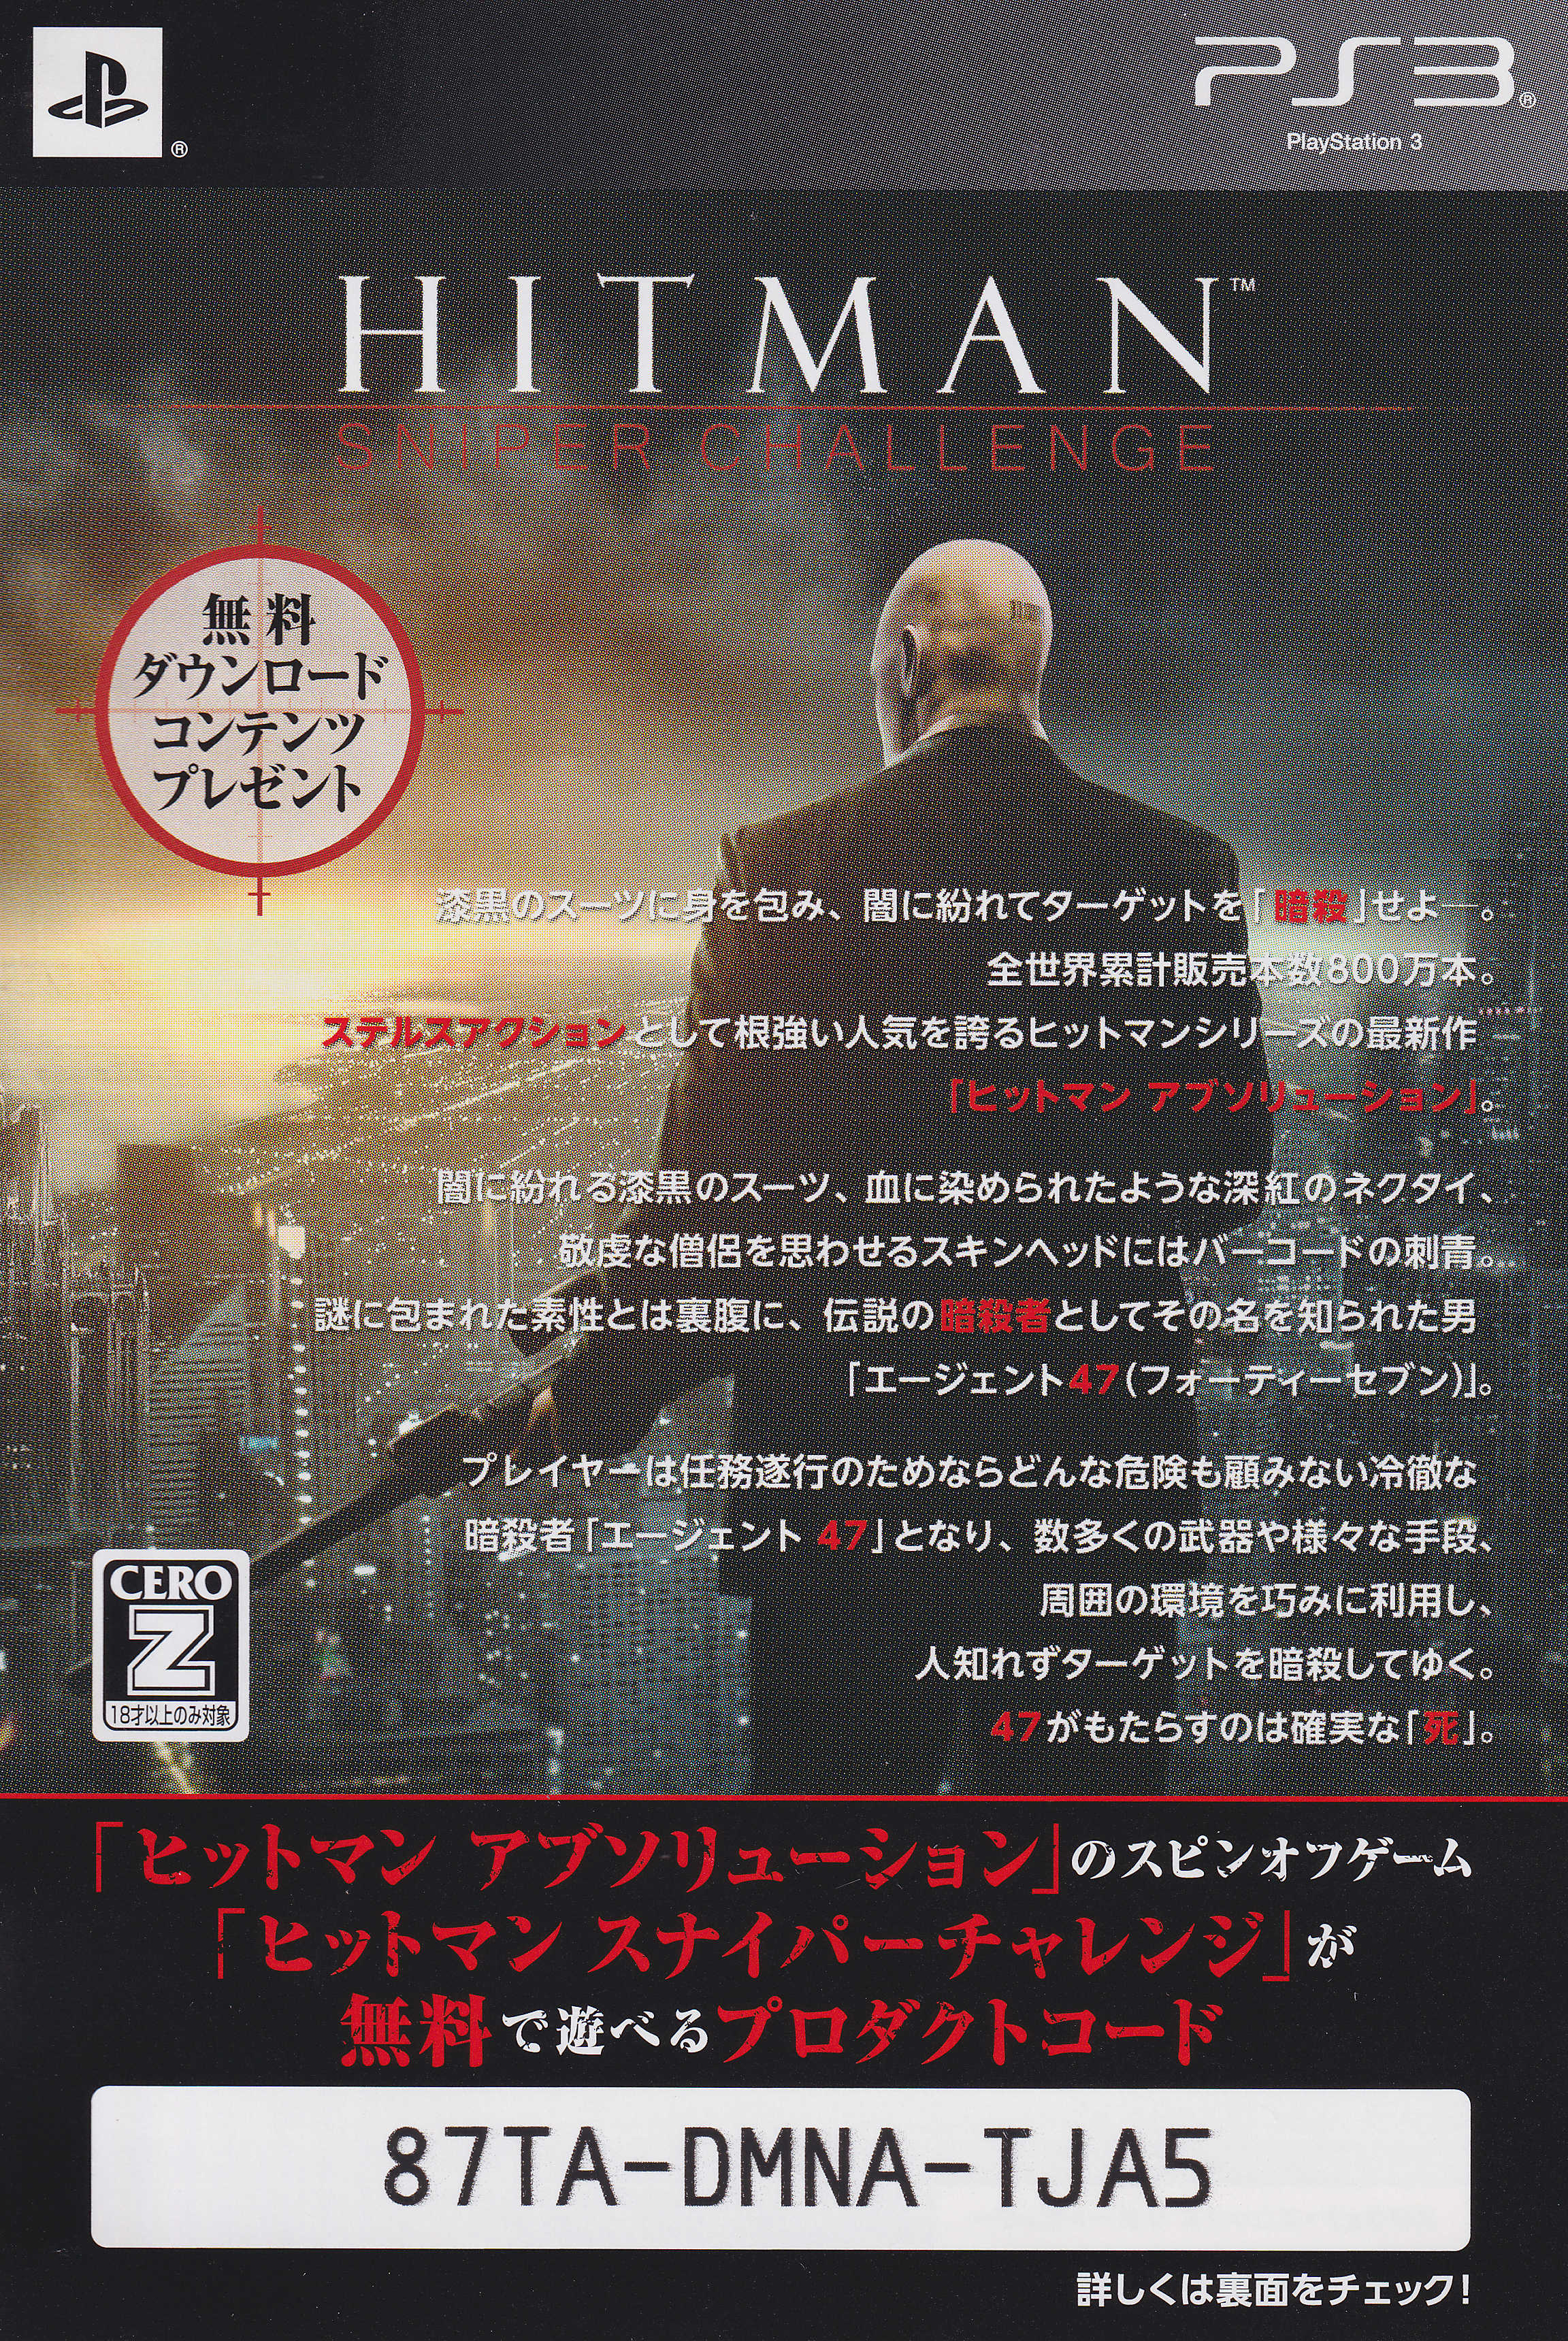 PS3®
®
PlayStation 3
HITMAN™
SNIPER CHALLENGE
無料
ダウンロード
コンテンツ
プレゼント
漆黒のスーツに身を包み、闇に紛れてターゲットを「暗殺」せよ―。
全世界累計販売本数800万本。
ステルスアクションとして根強い人気を誇るヒットマンシリーズの最新作
「ヒットマン アブソリューション」。
闇に紛れる漆黒のスーツ、血に染められたような深紅のネクタイ、
敬虔な僧侶を思わせるスキンヘッドにはバーコードの刺青。
謎に包まれた素性とは裏腹に、伝説の暗殺者としてその名を知られた男
「エージェント47(フォーティーセブン)」。
プレイヤーは任務遂行のためならどんな危険も顧みない冷徹な
暗殺者「エージェント 47」となり、数多くの武器や様々な手段、
周囲の環境を巧みに利用し、
人知れずターゲットを暗殺してゆく。
47がもたらすのは確実な「死」。
CERO
Z
18才以上のみ対象
「ヒットマン アブソリューション」のスピンオフゲーム
「ヒットマン スナイパーチャレンジ」が
無料で遊べるプロダクトコード
87TA-DMNA-TJA5
詳しくは裏面をチェック!